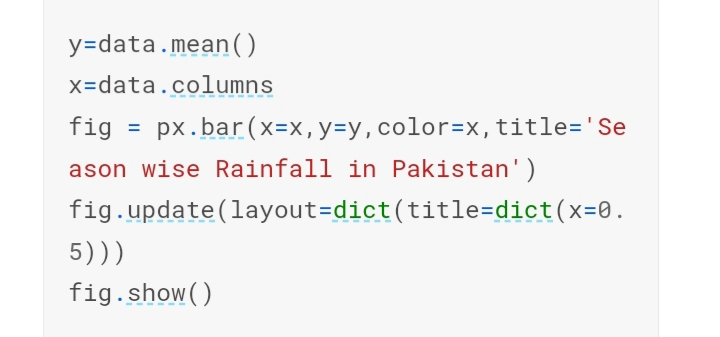 y=data.mean()
x=data.columns
fig = px.bar(x=x,y=y,color=x,title='Se
ason wise Rainfall in Pakistan')
fig.update(layout=dict(title=dict(x=0.
5)))
fig.show()